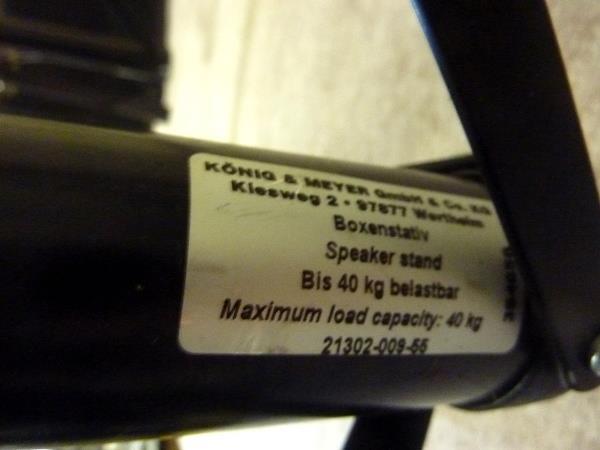 KÖNIG & MEYER GmbH & Co. KG
Kiesweg 2 • 97877 Wertheim
Boxenstativ
Speaker stand
Bis 40 kg belastbar
Maximum load capacity: 40 kg
21302-009-55